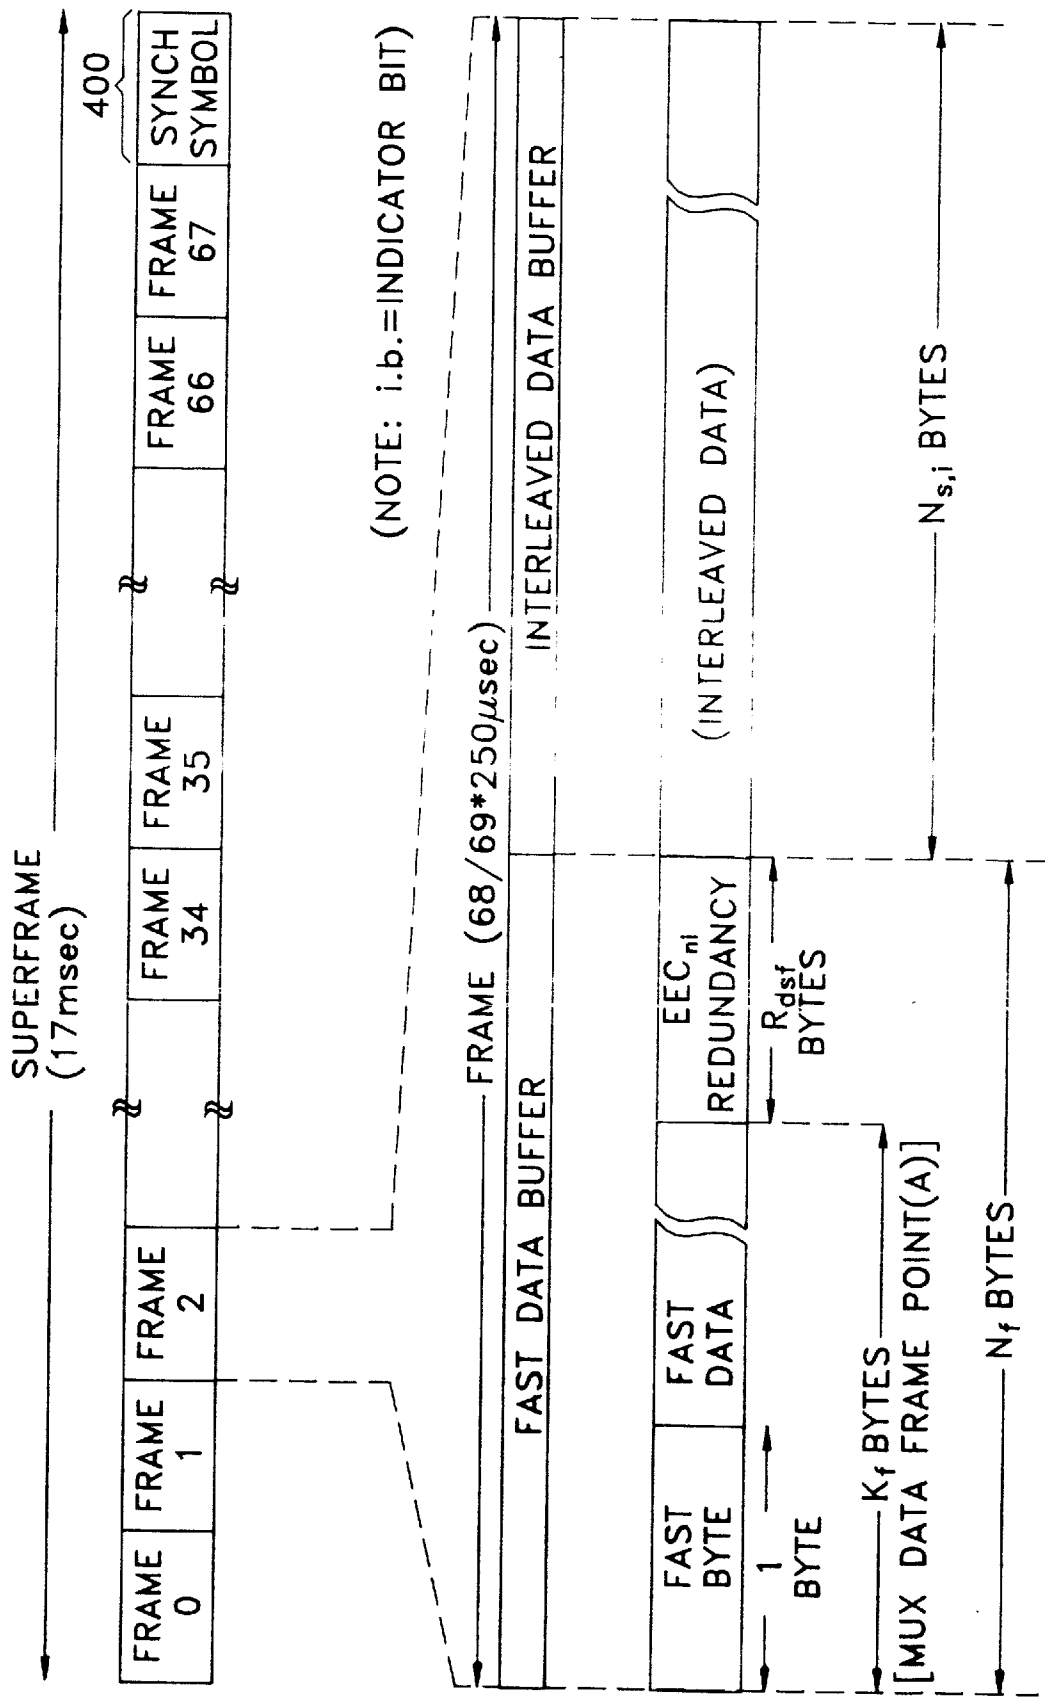 SUPERFRAME
(17msec)
400
FRAME
0
FRAME
1
FRAME
2
FRAME
34
FRAME
35
FRAME
66
FRAME
67
SYNCH
SYMBOL
(NOTE: i.b.=INDICATOR BIT)
FRAME (68/69*250μsec)
FAST DATA BUFFER
INTERLEAVED DATA BUFFER
FAST
BYTE
FAST
DATA
EEC_ni
REDUNDANCY
(INTERLEAVED DATA)
1
BYTE
R_dsf
BYTES
K_f BYTES
[MUX DATA FRAME POINT(A)]
N_s,i BYTES
N_f BYTES